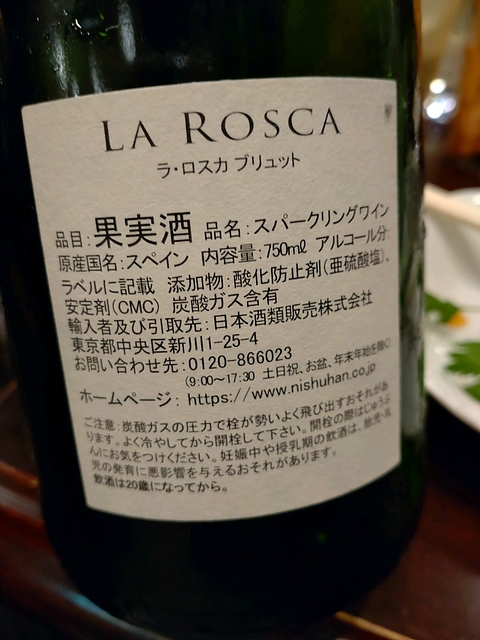 LA ROSCA
ラ・ロスカ ブリュット
品目：果実酒 品名：スパークリングワイン
原産国名：スペイン 内容量：750ml アルコール分：
ラベルに記載 添加物：酸化防止剤（亜硫酸塩）、
安定剤（CMC） 炭酸ガス含有
輸入者及び引取先：日本酒類販売株式会社
東京都中央区新川1-25-4
お問い合わせ先：0120-866023
（9:00〜17:30 土日祝、お盆、年末年始を除く）
ホームページ：https://www.nishuhan.co.jp
ご注意：炭酸ガスの圧力で栓が勢いよく飛び出すおそれがあ
ります。よく冷やしてから開栓して下さい。開栓の際はじゅうぶ
んにお気をつけください。妊娠中や授乳期の飲酒は、胎児・乳
児の発育に悪影響を与えるおそれがあります。
飲酒は20歳になってから。